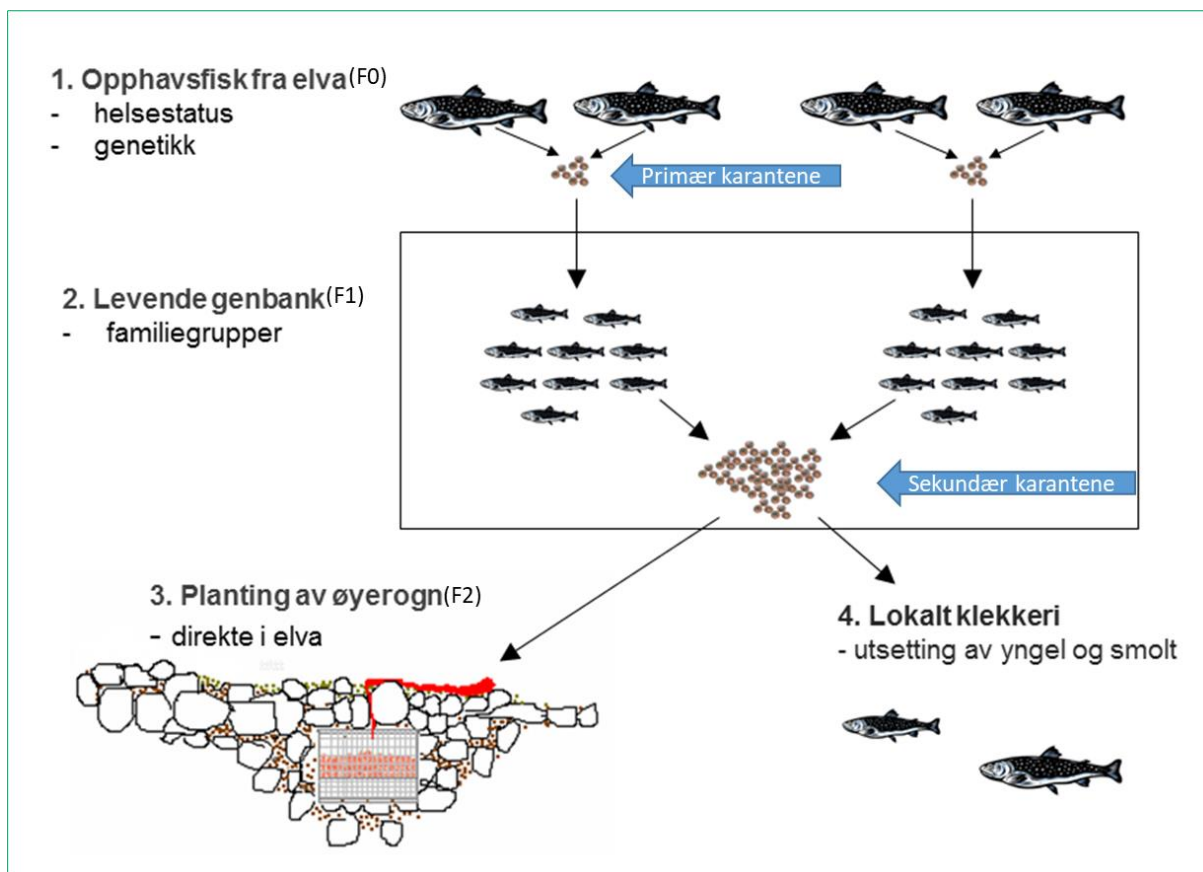 1. Opphavsfisk fra elva (F0)
- helsestatus
- genetikk
Primær karantene
2. Levende genbank (F1)
- familiegrupper
Sekundær karantene
3. Planting av øyerogn (F2)
- direkte i elva
4. Lokalt klekkeri
- utsetting av yngel og smolt